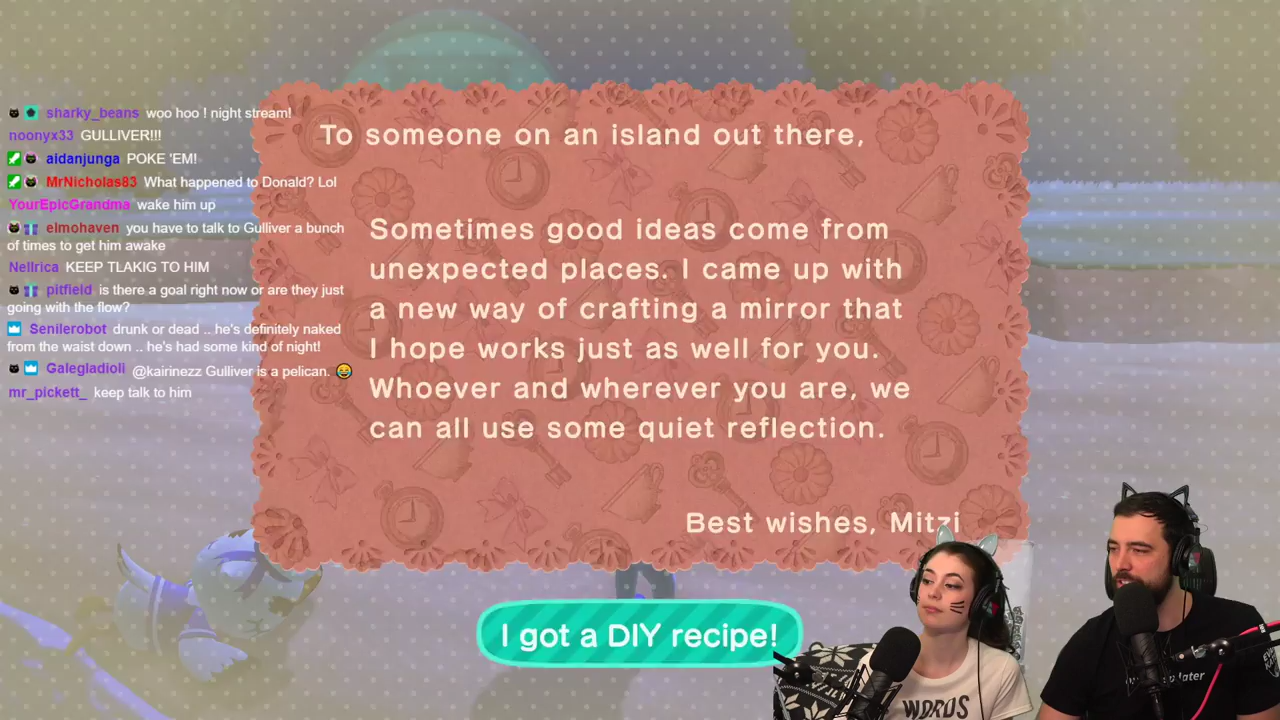 sharky_beans woo hoo ! night stream!
noonyx33 GULLIVER!!!
aidanjunga POKE 'EM!
MrNicholas83 What happened to Donald? Lol
YourEpicGrandma wake him up
elmohaven you have to talk to Gulliver a bunch
of times to get him awake
Nellrica KEEP TLAKIG TO HIM
pitfield is there a goal right now or are they just
going with the flow?
Senilerobot drunk or dead .. he's definitely naked
from the waist down .. he's had some kind of night!
Galegladioli @kairinezz Gulliver is a pelican. 😂
mr_pickett_ keep talk to him
To someone on an island out there,
Sometimes good ideas come from
unexpected places. I came up with
a new way of crafting a mirror that
I hope works just as well for you.
Whoever and wherever you are, we
can all use some quiet reflection.
Best wishes, Mitzi
I got a DIY recipe!
WORDS